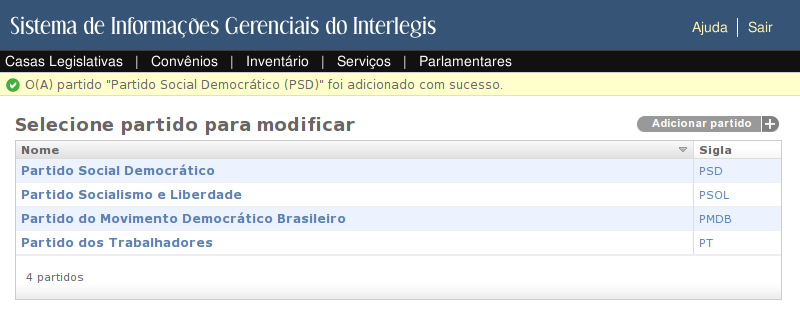 Sistema de Informações Gerenciais do Interlegis
Ajuda | Sair
Casas Legislativas | Convênios | Inventário | Serviços | Parlamentares
O(A) partido "Partido Social Democrático (PSD)" foi adicionado com sucesso.
Selecione partido para modificar
Adicionar partido +
Nome Sigla
Partido Social Democrático PSD
Partido Socialismo e Liberdade PSOL
Partido do Movimento Democrático Brasileiro PMDB
Partido dos Trabalhadores PT
4 partidos